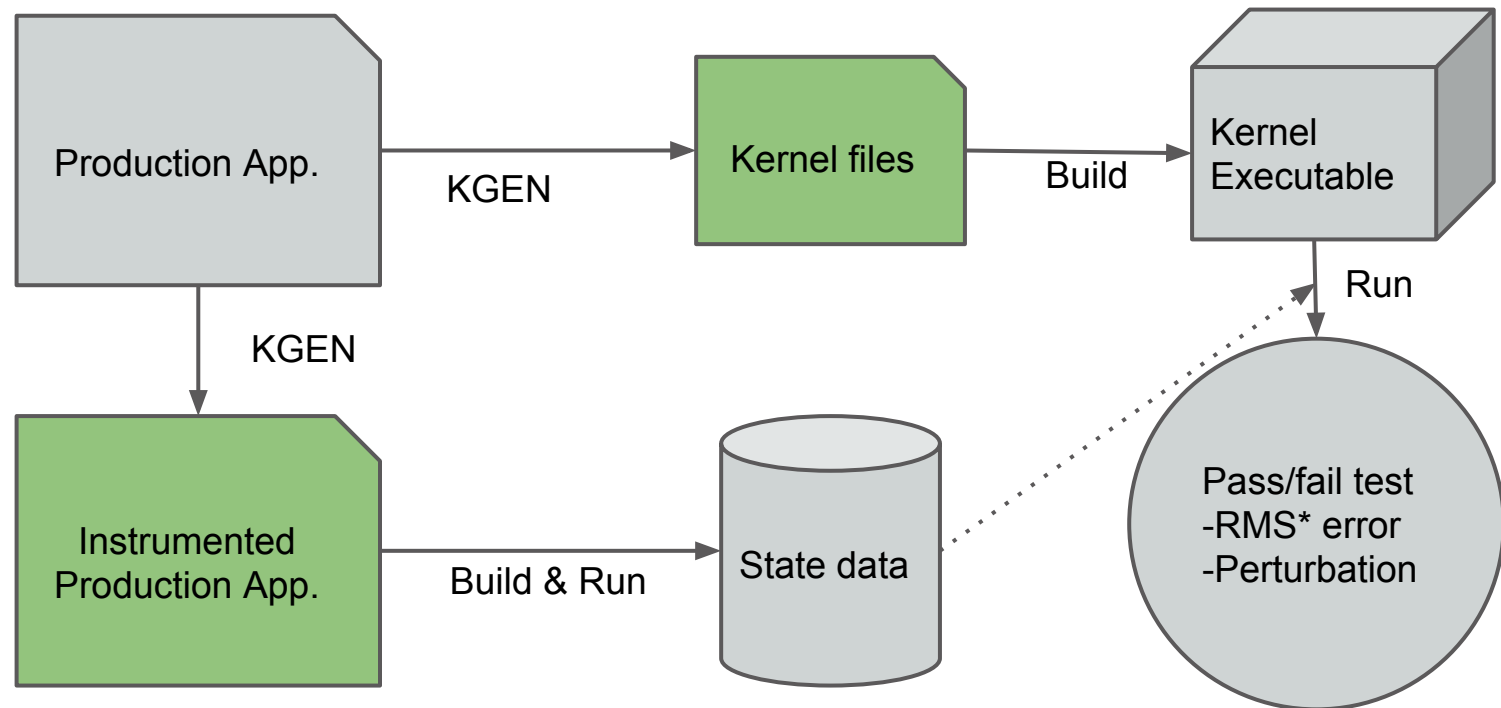 Production App.
KGEN
Kernel files
Build
Kernel
Executable
Run
KGEN
Instrumented
Production App.
Build & Run
State data
Pass/fail test
-RMS* error
-Perturbation